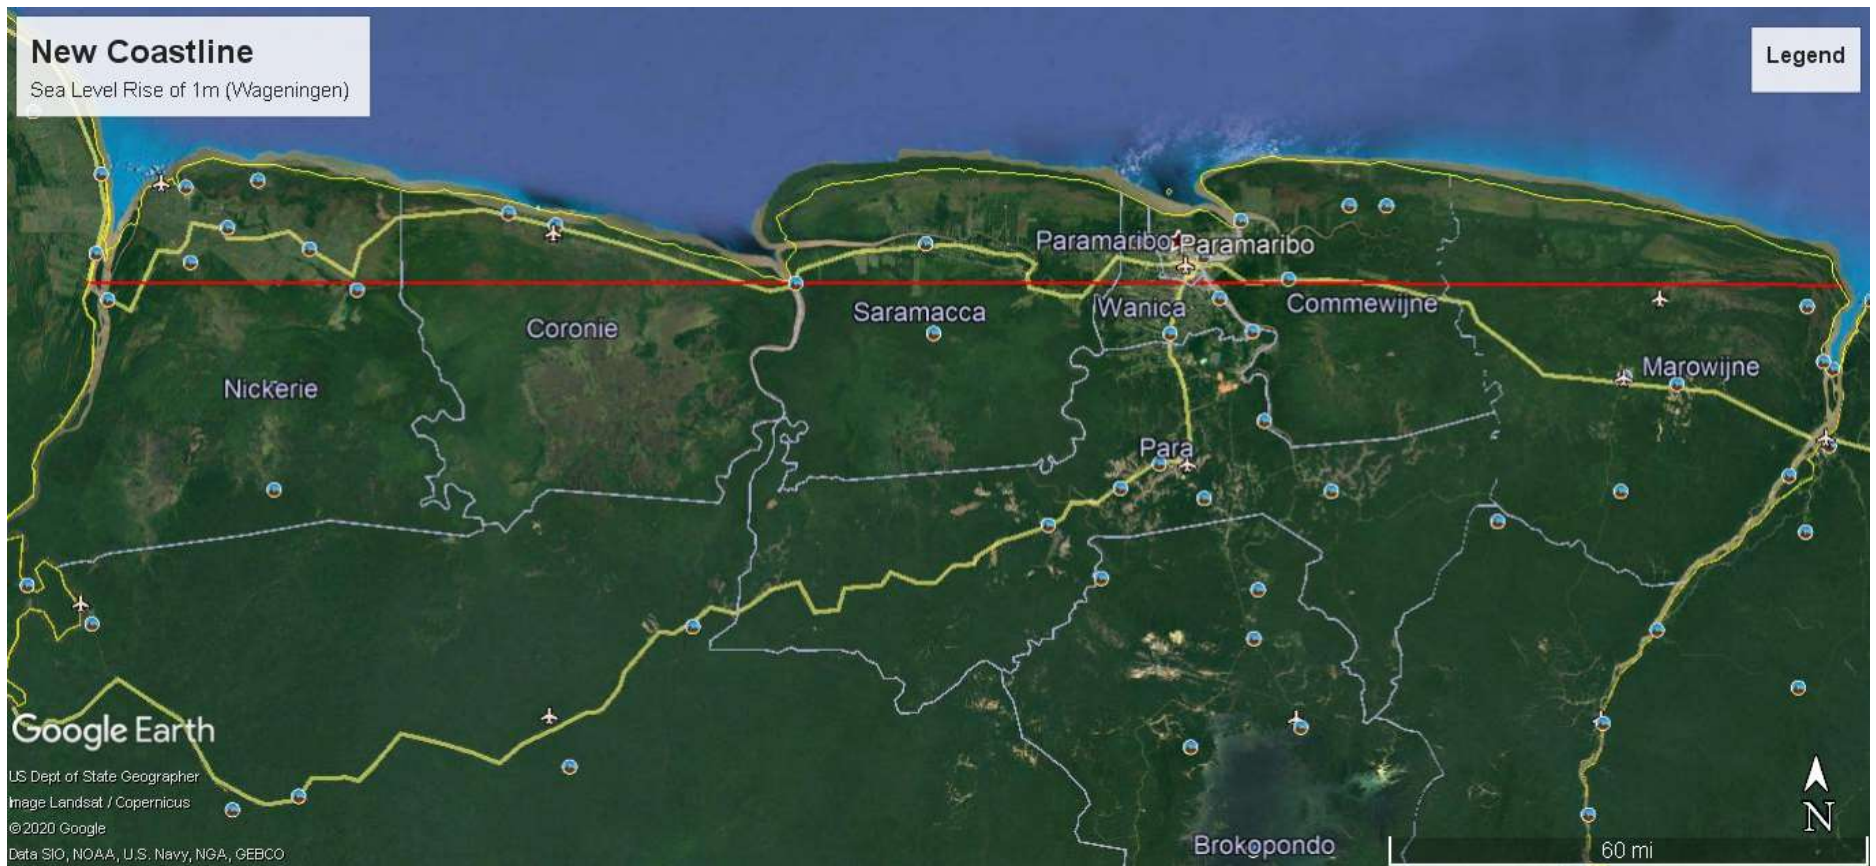 New Coastline
Sea Level Rise of 1m (Wageningen)
Legend
Paramaribo
Paramaribo
Saramacca
Wanica
Commewijne
Coronie
Marowijne
Nickerie
Para
Google Earth
US Dept of State Geographer
Image Landsat / Copernicus
© 2020 Google
Data SIO, NOAA, U.S. Navy, NGA, GEBCO
Brokopondo
N
60 mi